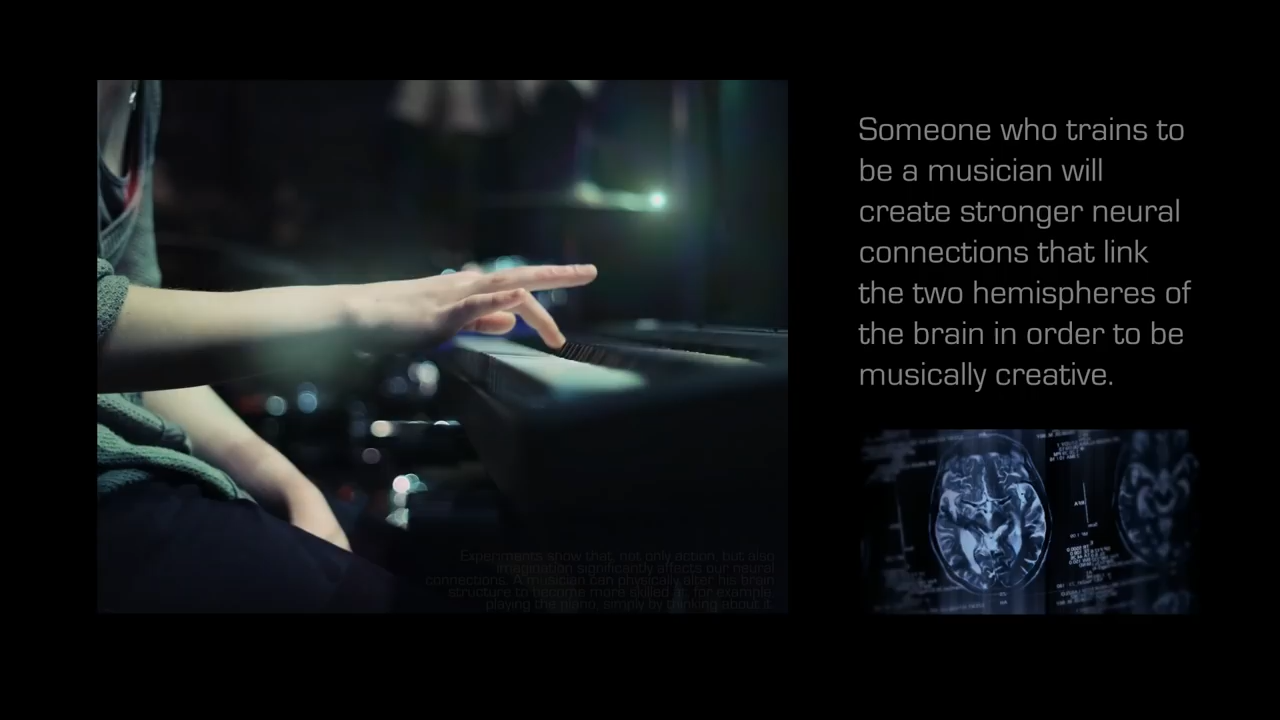 Someone who trains to
be a musician will
create stronger neural
connections that link
the two hemispheres of
the brain in order to be
musically creative.
Experiments show that, not only action, but also
imagination significantly affects our neural
connections. A musician can physically alter his brain
structure to become more skilled at, for example,
playing the piano, simply by thinking about it.